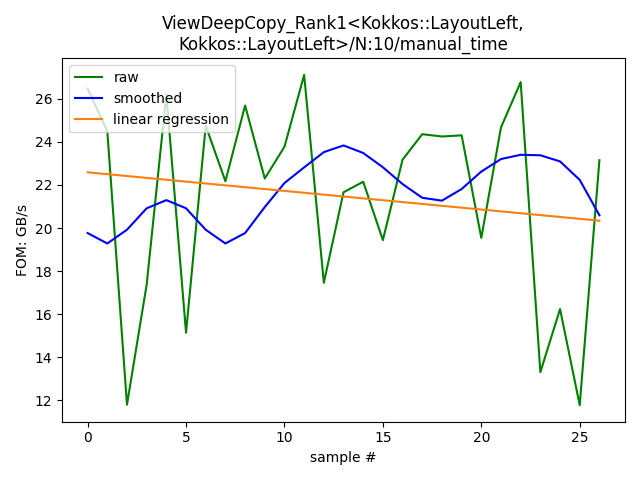 ViewDeepCopy_Rank1<Kokkos::LayoutLeft,
Kokkos::LayoutLeft>/N:10/manual_time
raw
smoothed
linear regression
FOM: GB/s
26
24
22
20
18
16
14
12
0 5 10 15 20 25
sample #